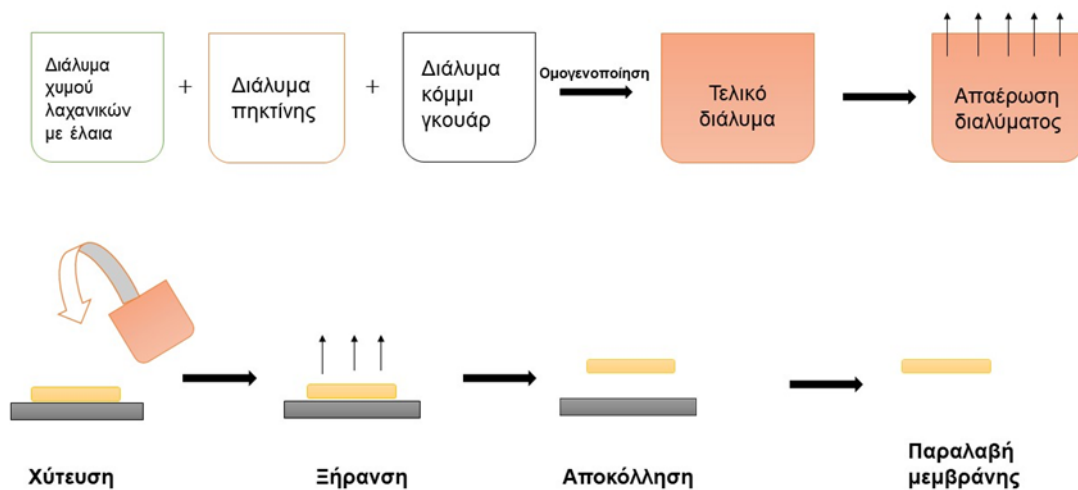 Διάλυμα
χυμού
λαχανικών
με έλαια
+
Διάλυμα
πηκτίνης
+
Διάλυμα
κόμμι
γκουάρ
Ομογενοποίηση
Τελικό
διάλυμα
Απαέρωση
διαλύματος
Χύτευση
Ξήρανση
Αποκόλληση
Παραλαβή
μεμβράνης